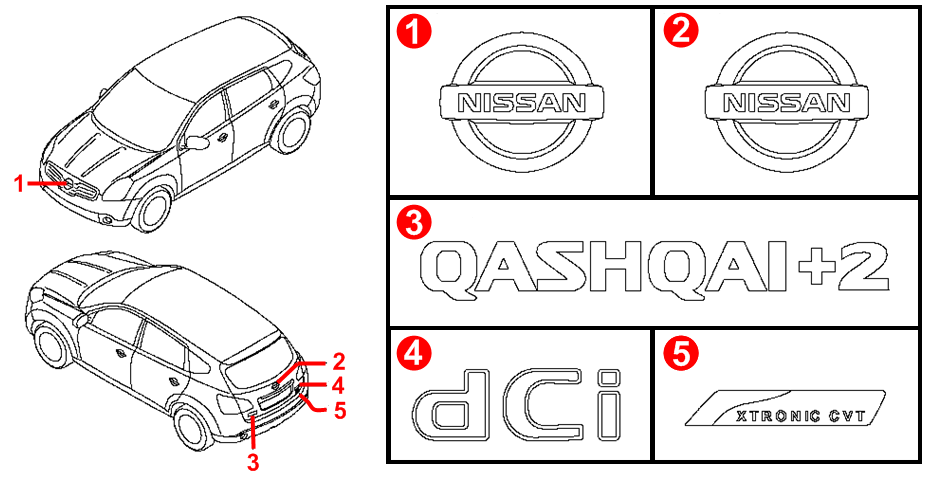 1
2
4
5
3
1
NISSAN
2
NISSAN
3
QASHQAI+2
4
dCi
5
XTRONIC CVT